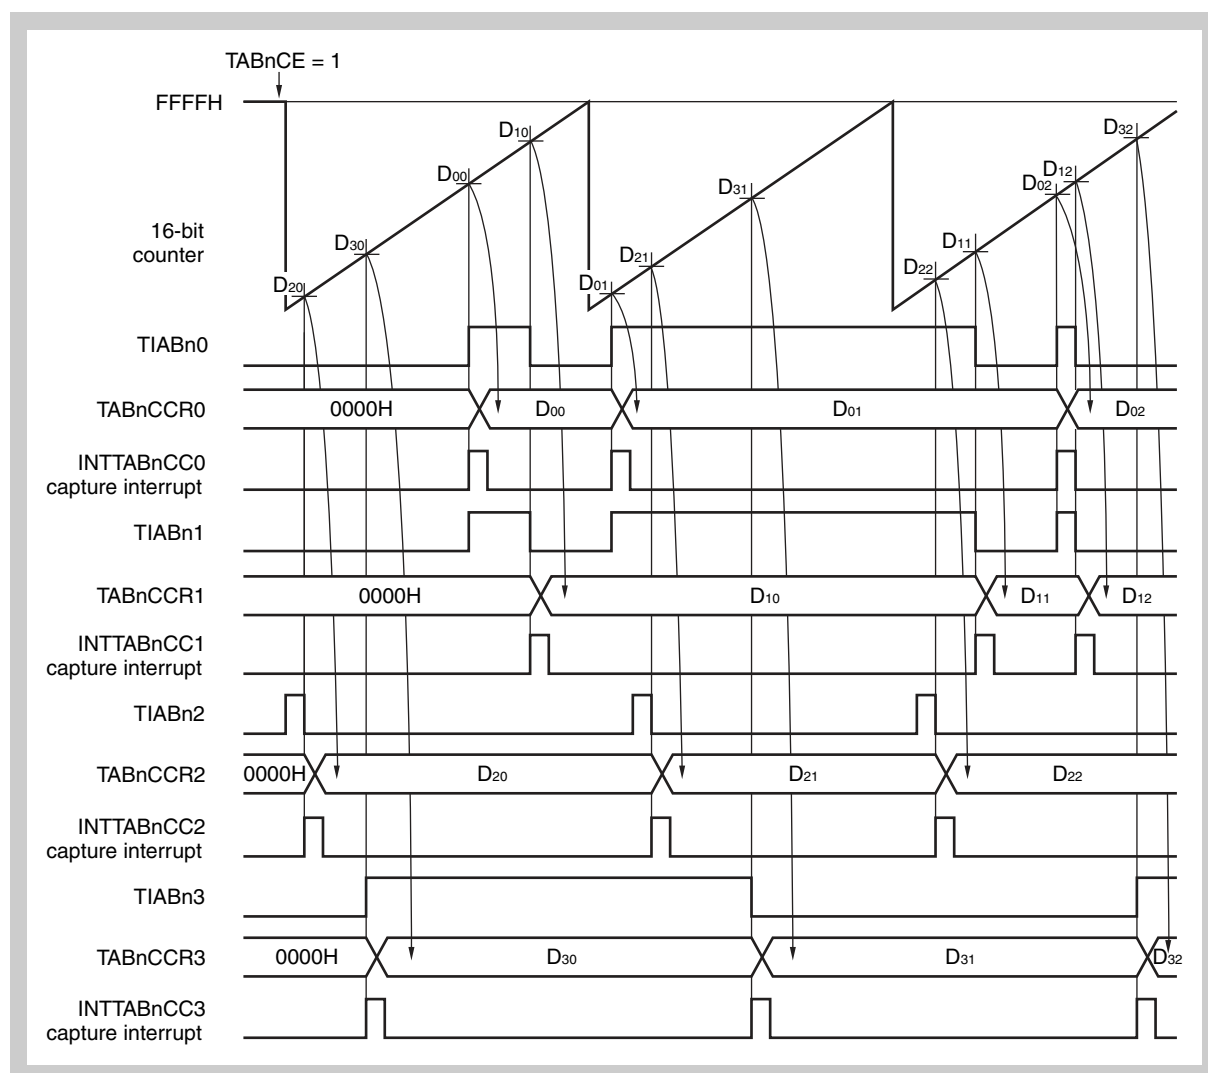 TABnCE = 1
FFFFH
D10
D32
D00
D12
D31
D02
16-bit
counter
D30
D21
D11
D22
D20
D01
TIABn0
TABnCCR0
0000H
D00
D01
D02
INTTABnCC0
capture interrupt
TIABn1
TABnCCR1
0000H
D10
D11
D12
INTTABnCC1
capture interrupt
TIABn2
TABnCCR2
0000H
D20
D21
D22
INTTABnCC2
capture interrupt
TIABn3
TABnCCR3
0000H
D30
D31
D32
INTTABnCC3
capture interrupt